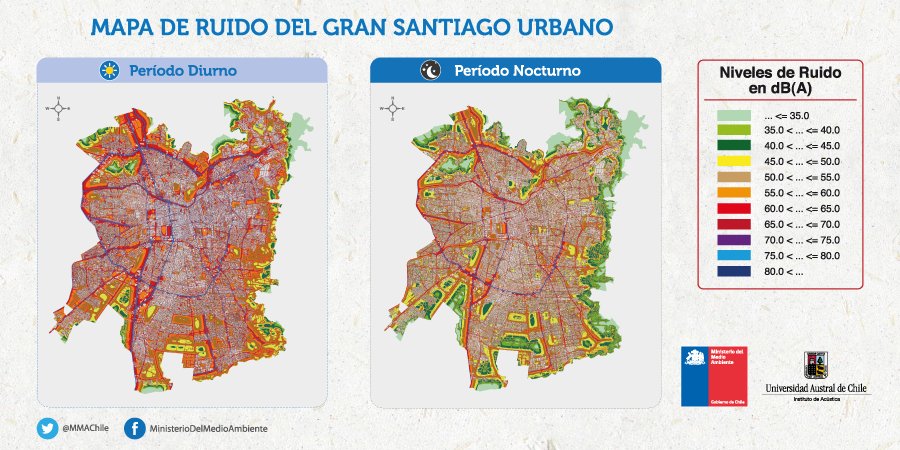 MAPA DE RUIDO DEL GRAN SANTIAGO URBANO
Período Diurno
Período Nocturno
Niveles de Ruido
en dB(A)
... <= 35.0
35.0 < ... <= 40.0
40.0 < ... <= 45.0
45.0 < ... <= 50.0
50.0 < ... <= 55.0
55.0 < ... <= 60.0
60.0 < ... <= 65.0
65.0 < ... <= 70.0
70.0 < ... <= 75.0
75.0 < ... <= 80.0
80.0 < ...
Ministerio del
Medio
Ambiente
Gobierno de Chile
Universidad Austral de Chile
Instituto de Acústica
@MMAChile
MinisterioDelMedioAmbiente